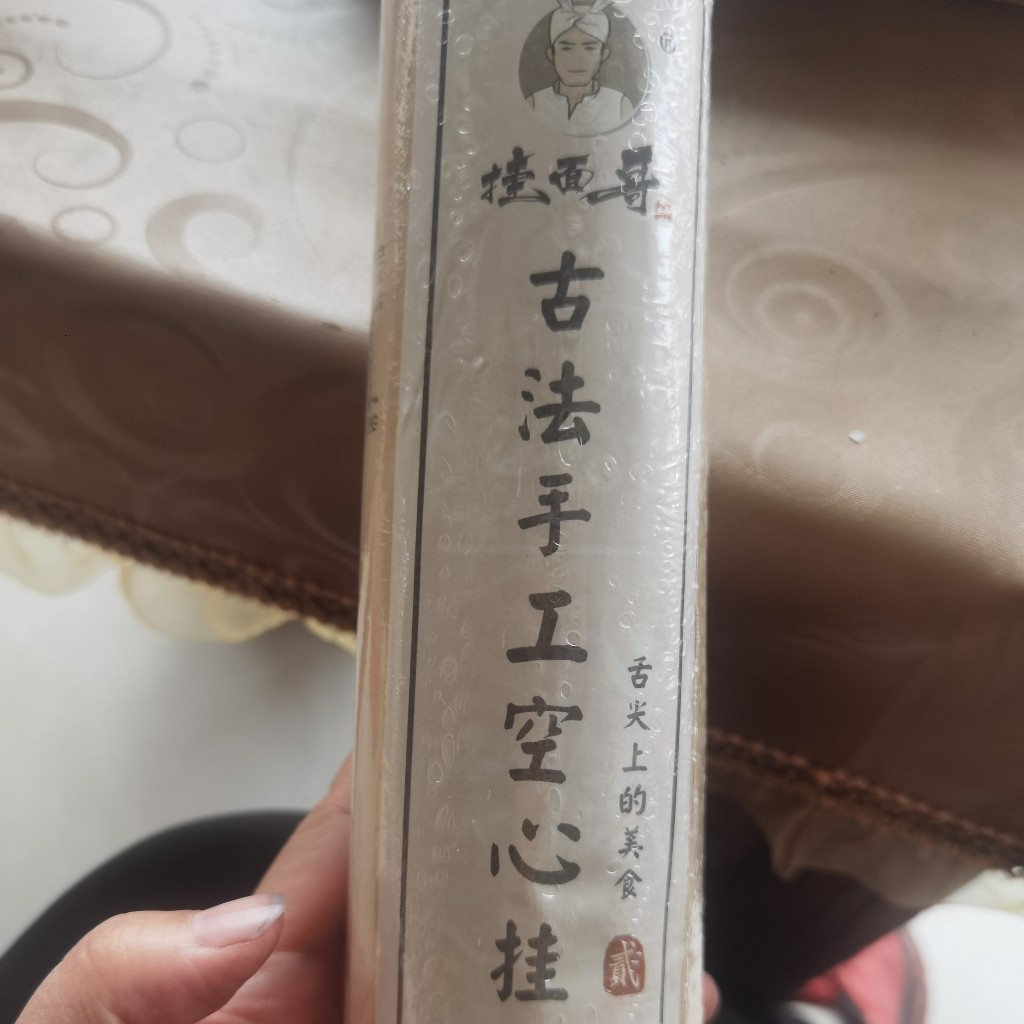 挂面哥
古法手工空心挂
舌尖上的美食
贰